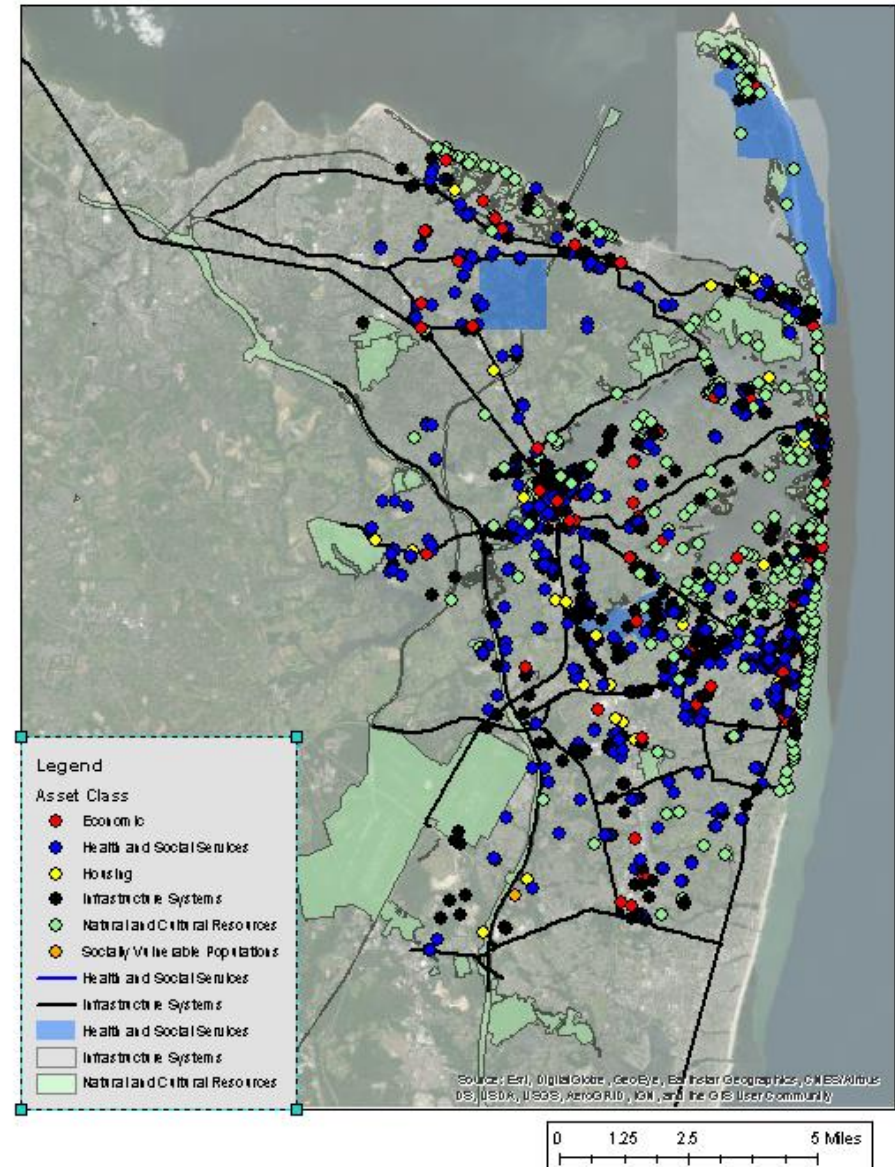 Legend
Asset Class
Economic
Health and Social Services
Housing
Infrastructure Systems
Natural and Cultural Resources
Socially Vulnerable Populations
Health and Social Services
Infrastructure Systems
Health and Social Services
Infrastructure Systems
Natural and Cultural Resources
Source: Esri, DigitalGlobe, GeoEye, Earthstar Geographics, CNES/Airbus
DS, USDA, USGS, AeroGRID, IGN, and the GIS User Community
0 1.25 2.5 5 Miles